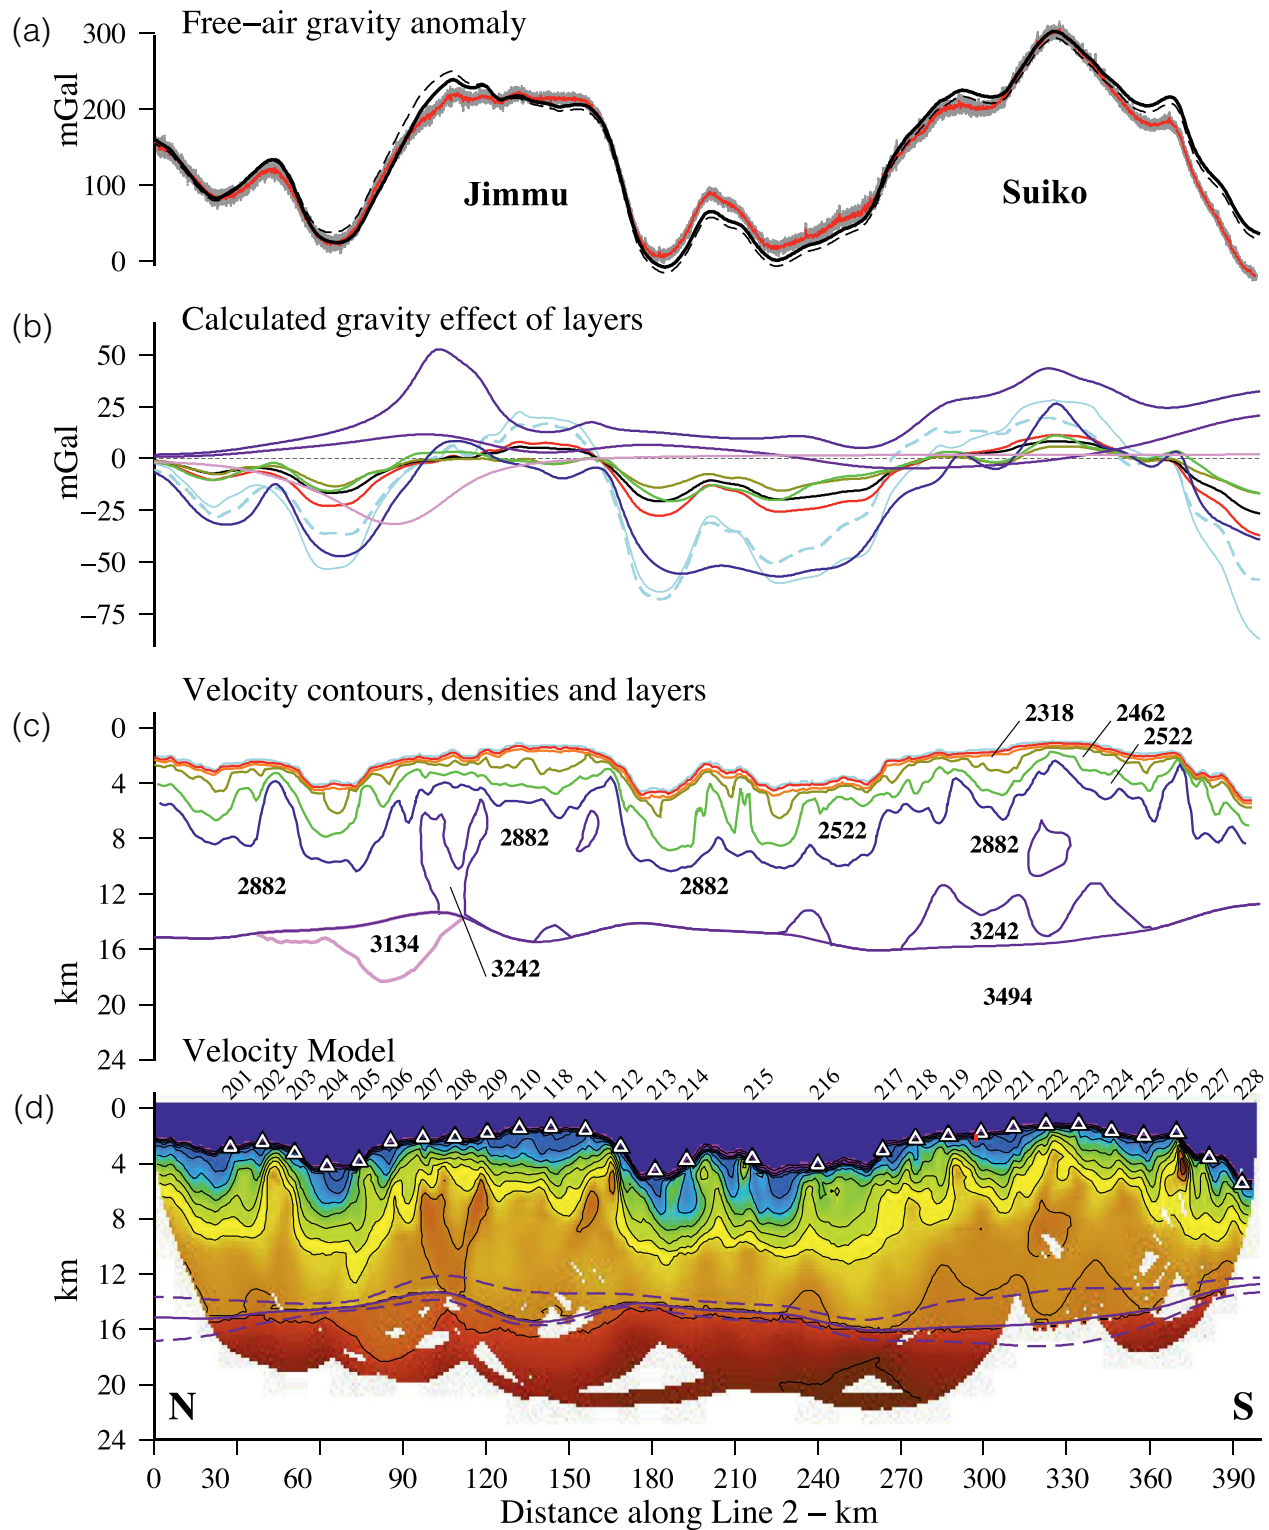 (a)
Free–air gravity anomaly
300
200
100
0
mGal
Jimmu
Suiko
(b)
Calculated gravity effect of layers
50
25
0
−25
−50
−75
mGal
(c)
Velocity contours, densities and layers
0
4
8
12
16
20
24
km
2318
2462
2522
2882
2522
2882
2882
2882
3134
3242
3242
3494
Velocity Model
(d)
201 202 203 204 205 206 207 208 209 210 118 211 212 213 214 215 216 217 218 219 220 221 222 223 224 225 226 227 228
0
4
8
12
16
20
24
km
N
S
0 30 60 90 120 150 180 210 240 270 300 330 360 390
Distance along Line 2 – km